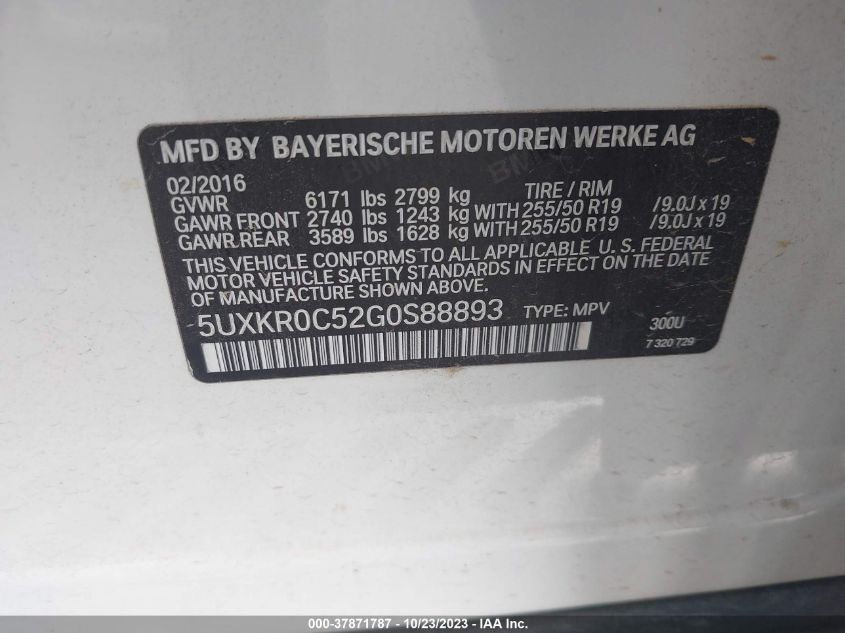 MFD BY BAYERISCHE MOTOREN WERKE AG
02/2016 TIRE / RIM
GVWR 6171 lbs 2799 kg
GAWR FRONT 2740 lbs 1243 kg WITH 255/50 R19 /9.0J x 19
GAWR REAR 3589 lbs 1628 kg WITH 255/50 R19 /9.0J x 19
THIS VEHICLE CONFORMS TO ALL APPLICABLE U. S. FEDERAL
MOTOR VEHICLE SAFETY STANDARDS IN EFFECT ON THE DATE
OF MANUFACTURE SHOWN ABOVE.
5UXKR0C52G0S88893 TYPE: MPV 300U
7 320 729
000-37871787 - 10/23/2023 - IAA Inc.